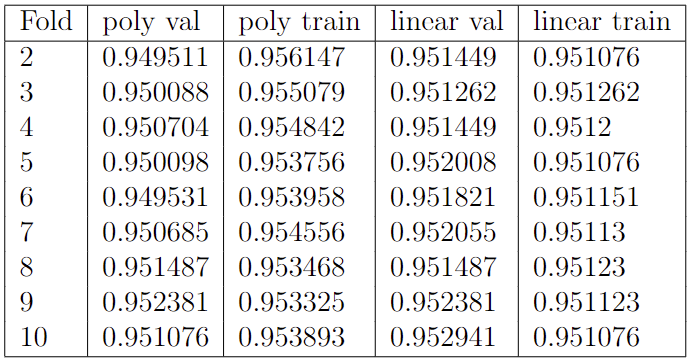 Fold poly val poly train linear val linear train
2 0.949511 0.956147 0.951449 0.951076
3 0.950088 0.955079 0.951262 0.951262
4 0.950704 0.954842 0.951449 0.9512
5 0.950098 0.953756 0.952008 0.951076
6 0.949531 0.953958 0.951821 0.951151
7 0.950685 0.954556 0.952055 0.95113
8 0.951487 0.953468 0.951487 0.95123
9 0.952381 0.953325 0.952381 0.951123
10 0.951076 0.953893 0.952941 0.951076